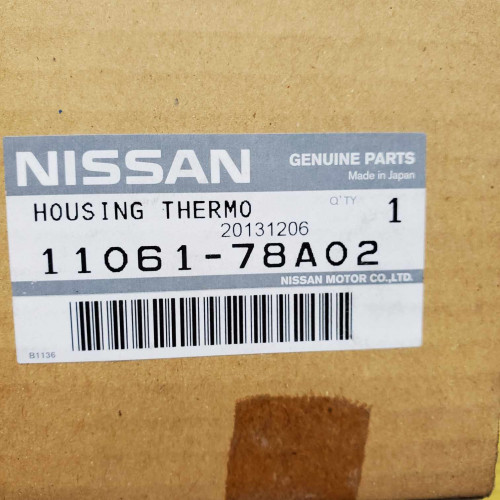 NISSAN
GENUINE PARTS
Made in Japan
HOUSING THERMO
Q'TY
1
20131206
11061-78A02
NISSAN MOTOR CO.,LTD.
B1136